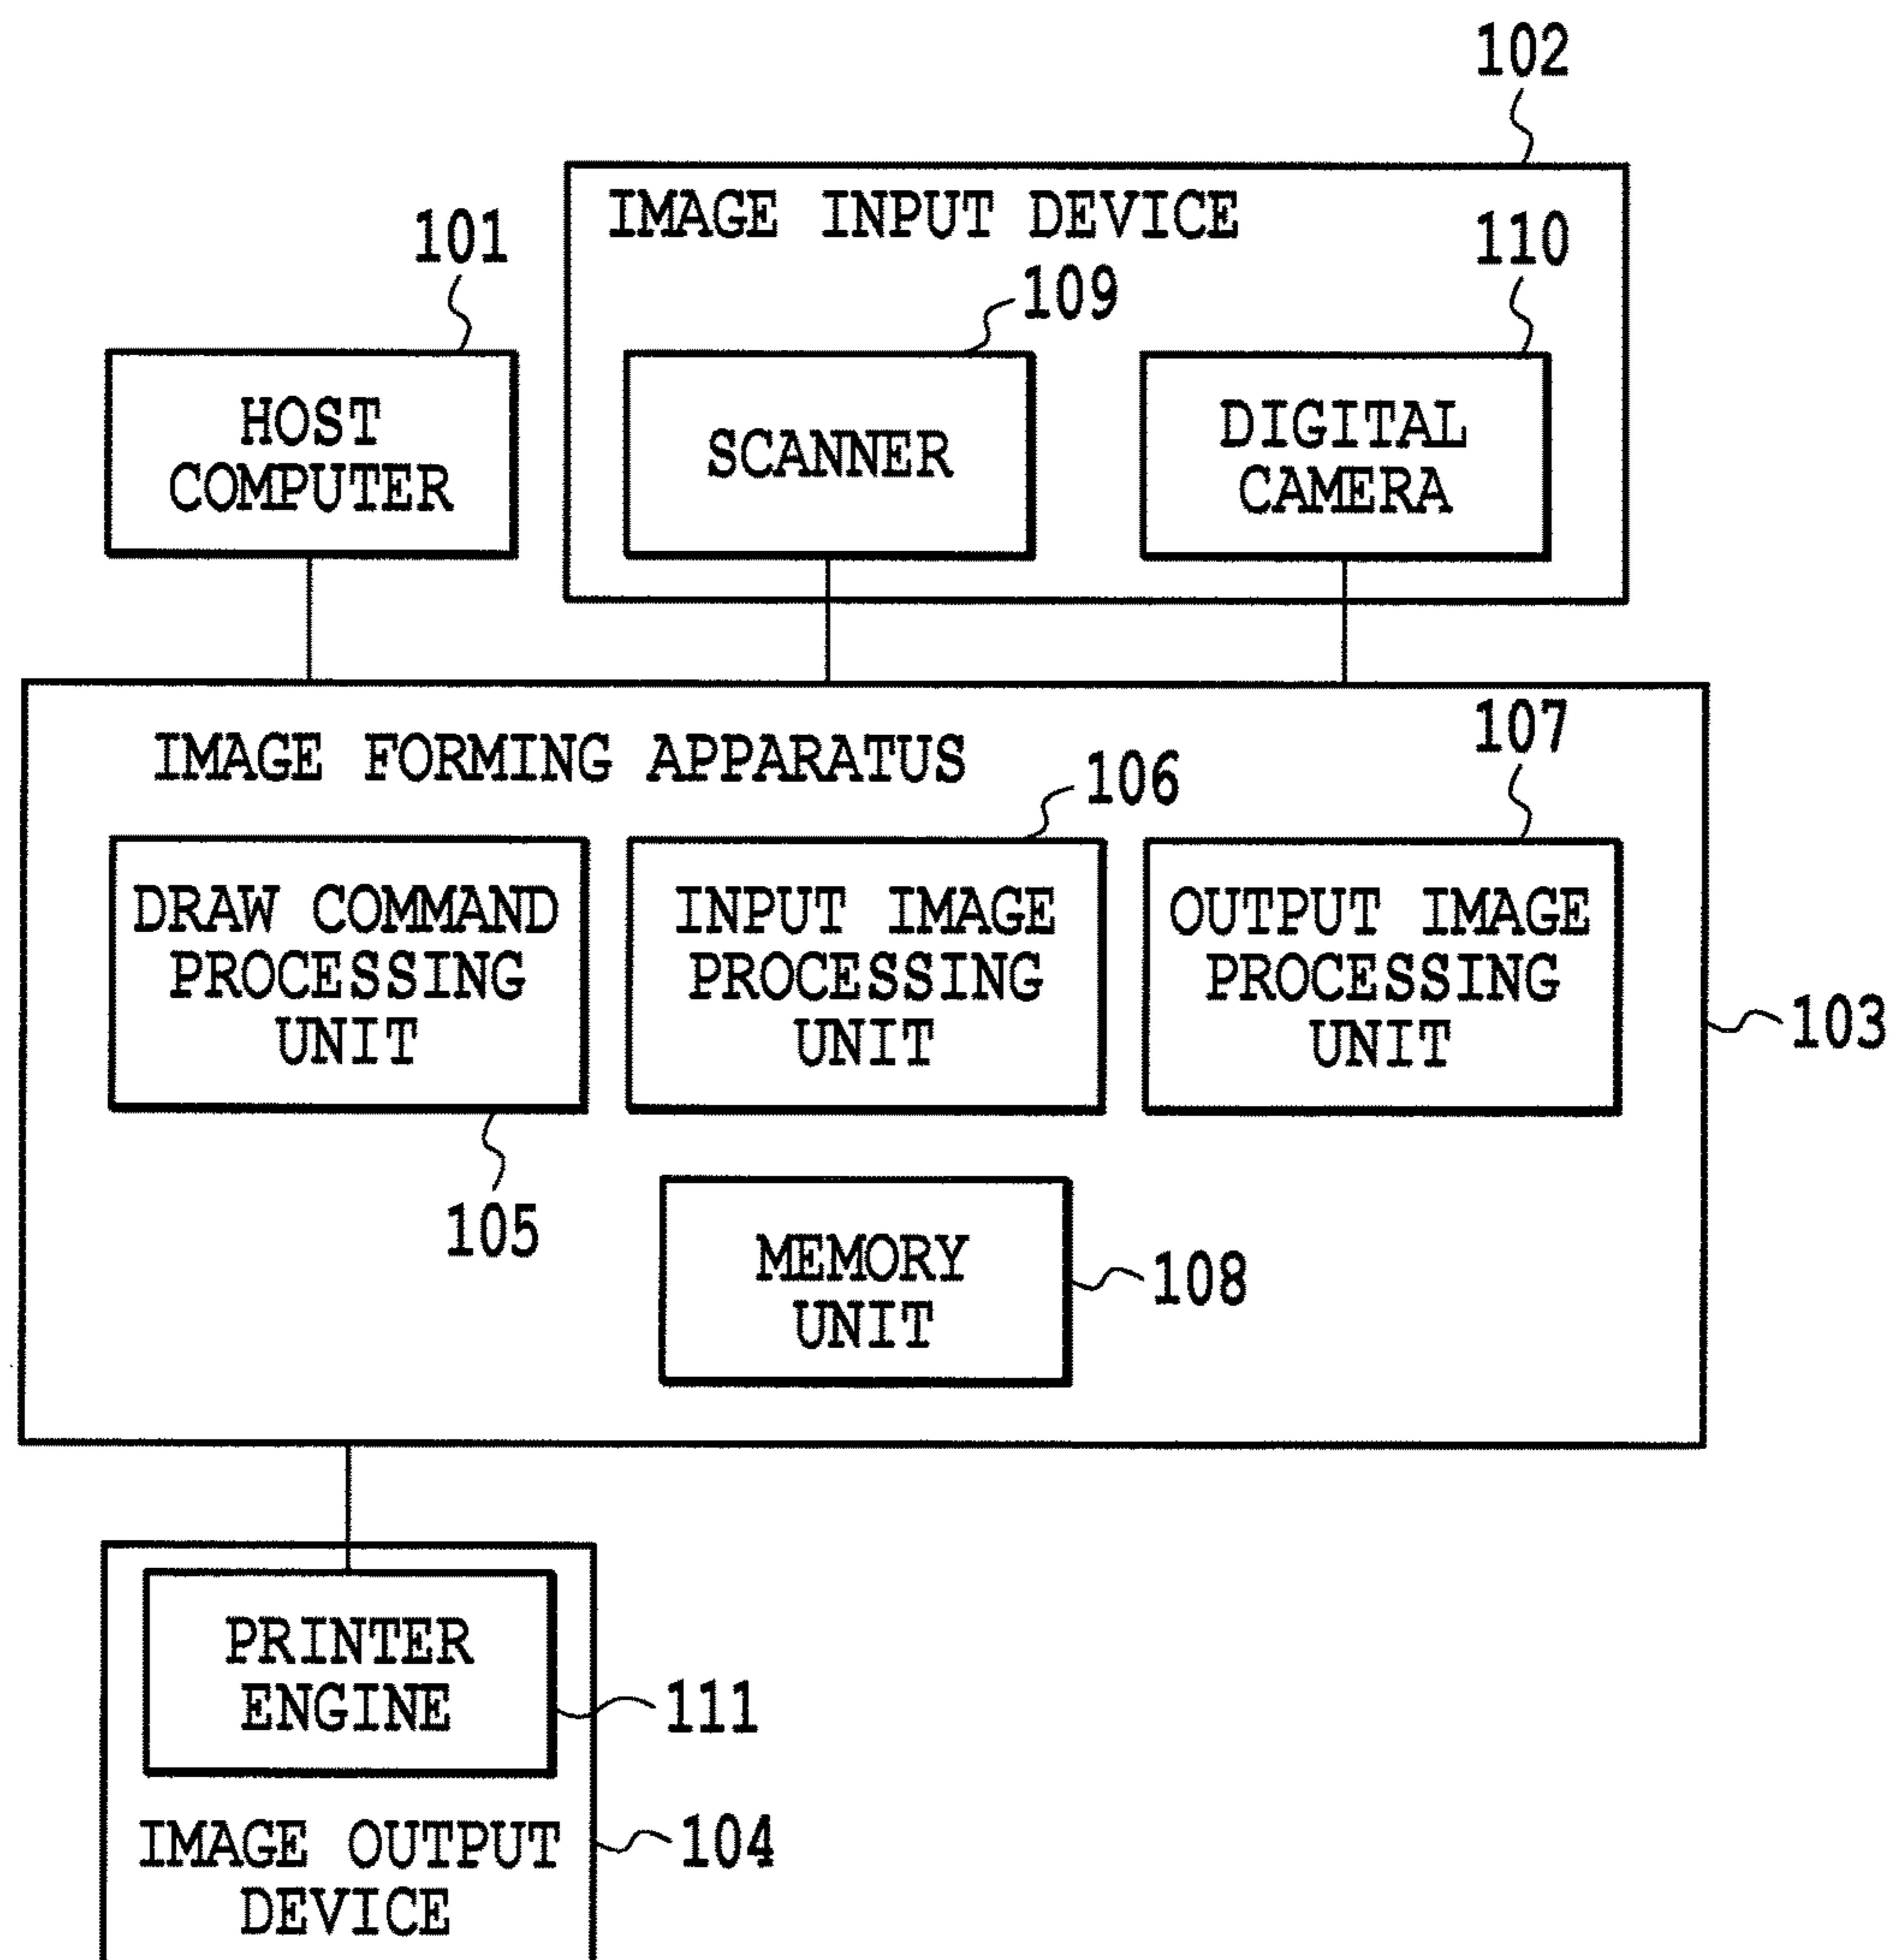 102
IMAGE INPUT DEVICE
101
110
109
HOST
COMPUTER
SCANNER
DIGITAL
CAMERA
IMAGE FORMING APPARATUS
107
106
DRAW COMMAND
PROCESSING
UNIT
INPUT IMAGE
PROCESSING
UNIT
OUTPUT IMAGE
PROCESSING
UNIT
103
105
MEMORY
UNIT
108
PRINTER
ENGINE
111
IMAGE OUTPUT
DEVICE
104